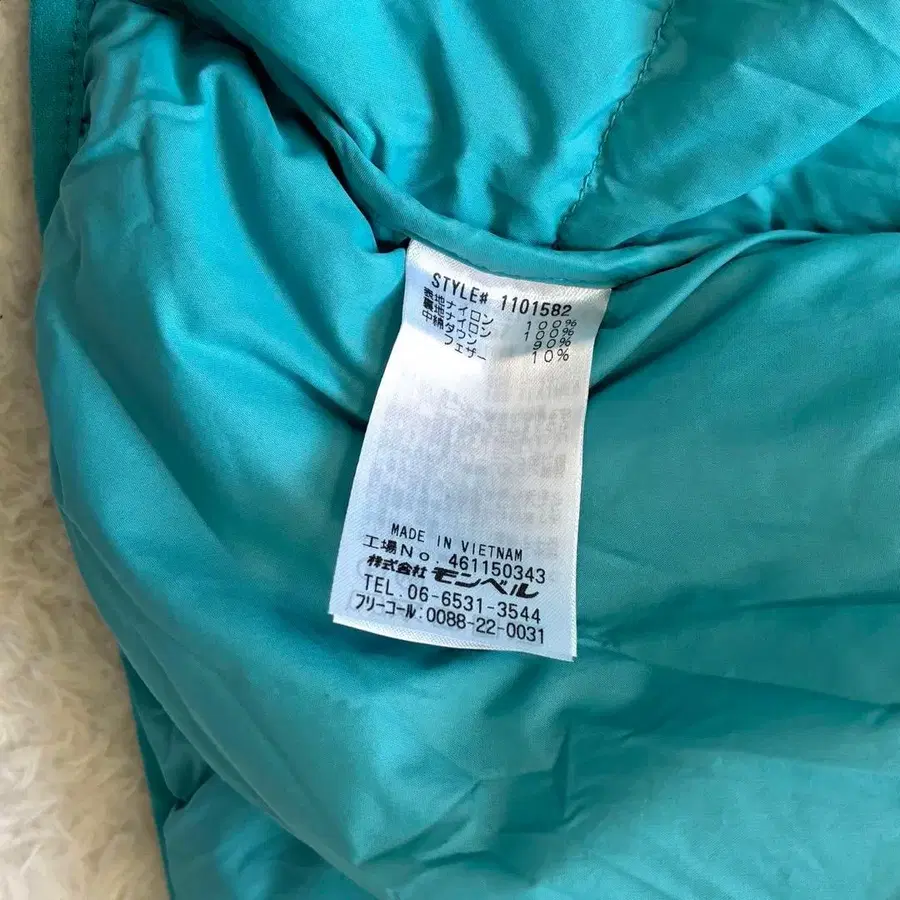 STYLE# 1101582
表地ナイロン 100%
裏地ナイロン 100%
中綿ダウン 90%
フェザー 10%
MADE IN VIETNAM
工場No. 461150343
株式会社モンベル
TEL. 06-6531-3544
フリーコール:0088-22-0031